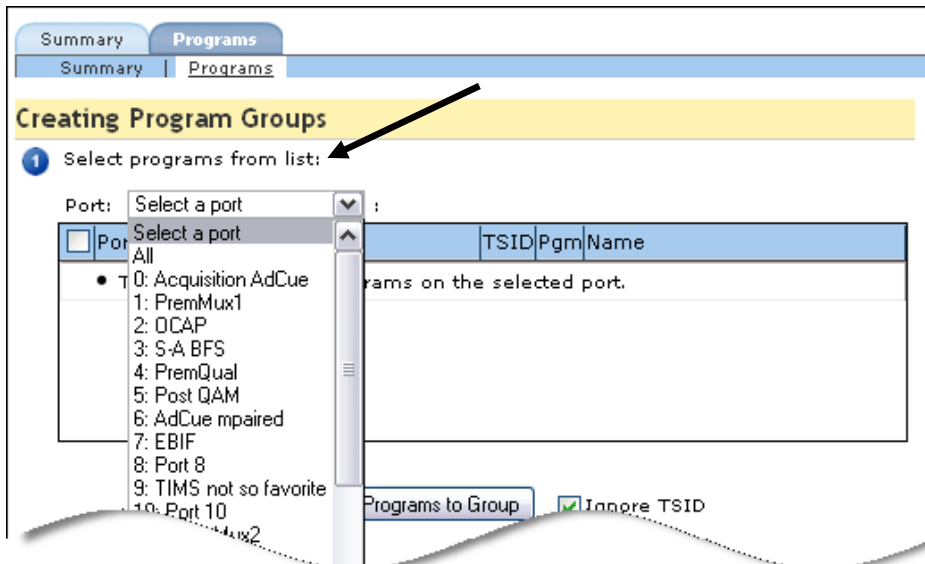 Summary Programs
Summary | Programs
Creating Program Groups
1 Select programs from list:
Port: Select a port :
Select a port
TSID Pgm Name
All
0: Acquisition AdCue
rams on the selected port.
1: PremMux1
2: OCAP
3: S-A BFS
4: PremQual
5: Post QAM
6: AdCue mpaired
7: EBIF
8: Port 8
9: TIMS not so favorite
10: Port 10
Programs to Group
Ignore TSID